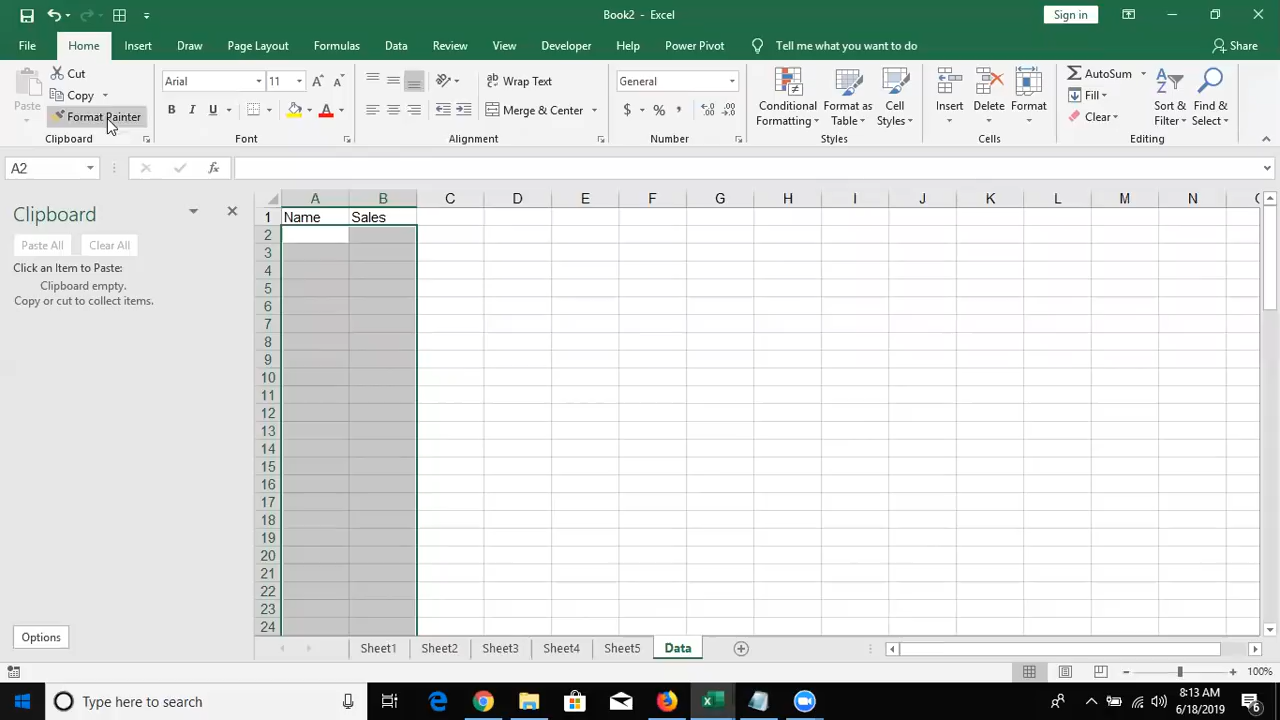 Book2 - Excel
Sign in
File Home Insert Draw Page Layout Formulas Data Review View Developer Help Power Pivot Tell me what you want to do Share
Paste
Cut
Copy
Format Painter
Clipboard
Arial 11
B I U
Font
Wrap Text
Merge & Center
Alignment
General
$ % ,
Number
Conditional Formatting
Format as Table
Cell Styles
Styles
Insert Delete Format
Cells
AutoSum
Fill
Clear
Sort & Filter
Find & Select
Editing
A2 fx
Clipboard
Paste All Clear All
Click an Item to Paste:
Clipboard empty.
Copy or cut to collect items.
Options
A B C D E F G H I J K L M N
1 Name Sales
2
3
4
5
6
7
8
9
10
11
12
13
14
15
16
17
18
19
20
21
22
23
24
Sheet1 Sheet2 Sheet3 Sheet4 Sheet5 Data
100%
Type here to search
8:13 AM
6/18/2019
6